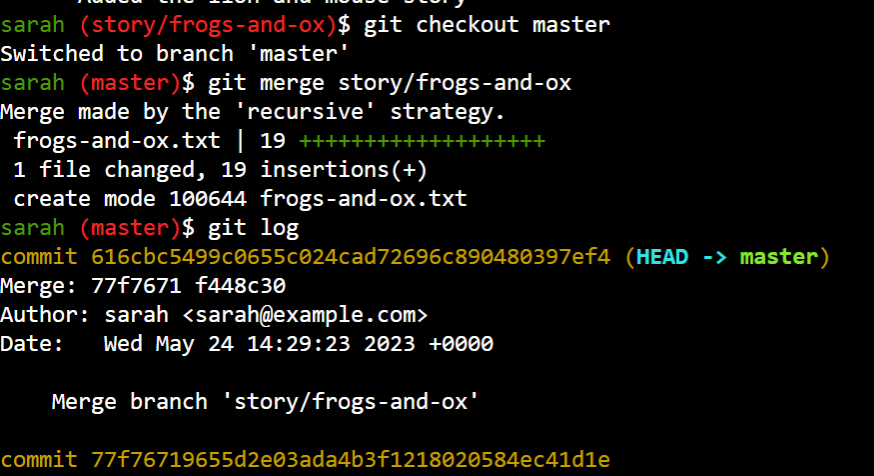 Added the lion and mouse story
sarah (story/frogs-and-ox)$ git checkout master
Switched to branch 'master'
sarah (master)$ git merge story/frogs-and-ox
Merge made by the 'recursive' strategy.
 frogs-and-ox.txt | 19 +++++++++++++++++++
 1 file changed, 19 insertions(+)
 create mode 100644 frogs-and-ox.txt
sarah (master)$ git log
commit 616cbc5499c0655c024cad72696c890480397ef4 (HEAD -> master)
Merge: 77f7671 f448c30
Author: sarah <sarah@example.com>
Date:   Wed May 24 14:29:23 2023 +0000
    Merge branch 'story/frogs-and-ox'
commit 77f76719655d2e03ada4b3f1218020584ec41d1e